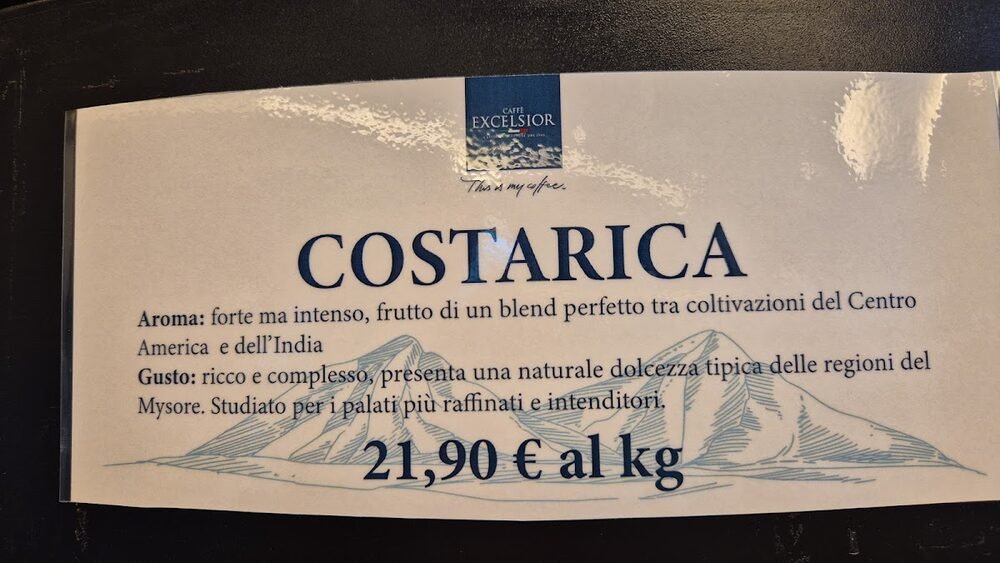 CAFFÈ
EXCELSIOR
This is my coffee.
COSTARICA
Aroma: forte ma intenso, frutto di un blend perfetto tra coltivazioni del Centro
America e dell'India
Gusto: ricco e complesso, presenta una naturale dolcezza tipica delle regioni del
Mysore. Studiato per i palati più raffinati e intenditori.
21,90 € al kg